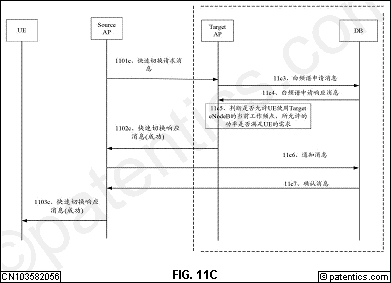 UE
Source
AP
Target
AP
DB
1101c、快速切换请求消
息
11c3、白频谱申请消息
11c4、白频谱申请响应消
息
11c5、判断是否允许UE使用Target
eNodeB的当前工作频点、所允许的
功率是否满足UE的需求
1102c、快速切换响应
消息(成功)
11c6、通知消息
11c7、确认消息
1103c、快速切换响应
消息(成功)
CN103582056
FIG. 11C
© patentics.com
© patentics.com